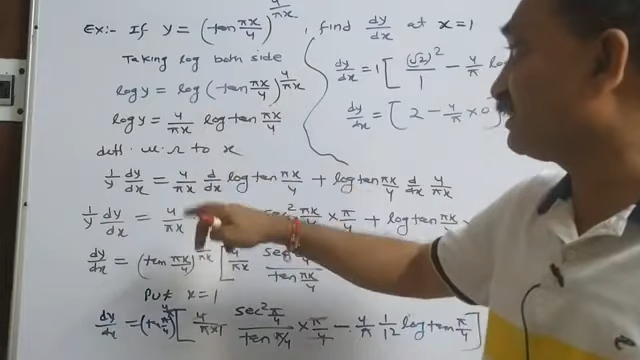 Ex:- If y = (tan πx/4)^4/πx , find dy/dx at x=1
Taking log both side
log y = log (tan πx/4)^4/πx
log y = 4/πx log tan πx/4
diff. w.r to x
1/y dy/dx = 4/πx d/dx log tan πx/4 + log tan πx/4 d/dx 4/πx
1/y dy/dx = 4/πx sec² πx/4 × π/4 + log tan π
dy/dx = (tan πx/4)^4/πx [ 4/πx sec² / tan πx/4
Put x = 1
dy/dx = (tan π/4) [ 4/π×1 sec² π/4 / tan π/4 × π/4 - 4/π 1/1² log tan π/4 ]
dy/dx = 1 [ (√2)²/1 - 4/π log
dy/dx = [ 2 - 4/π × 0